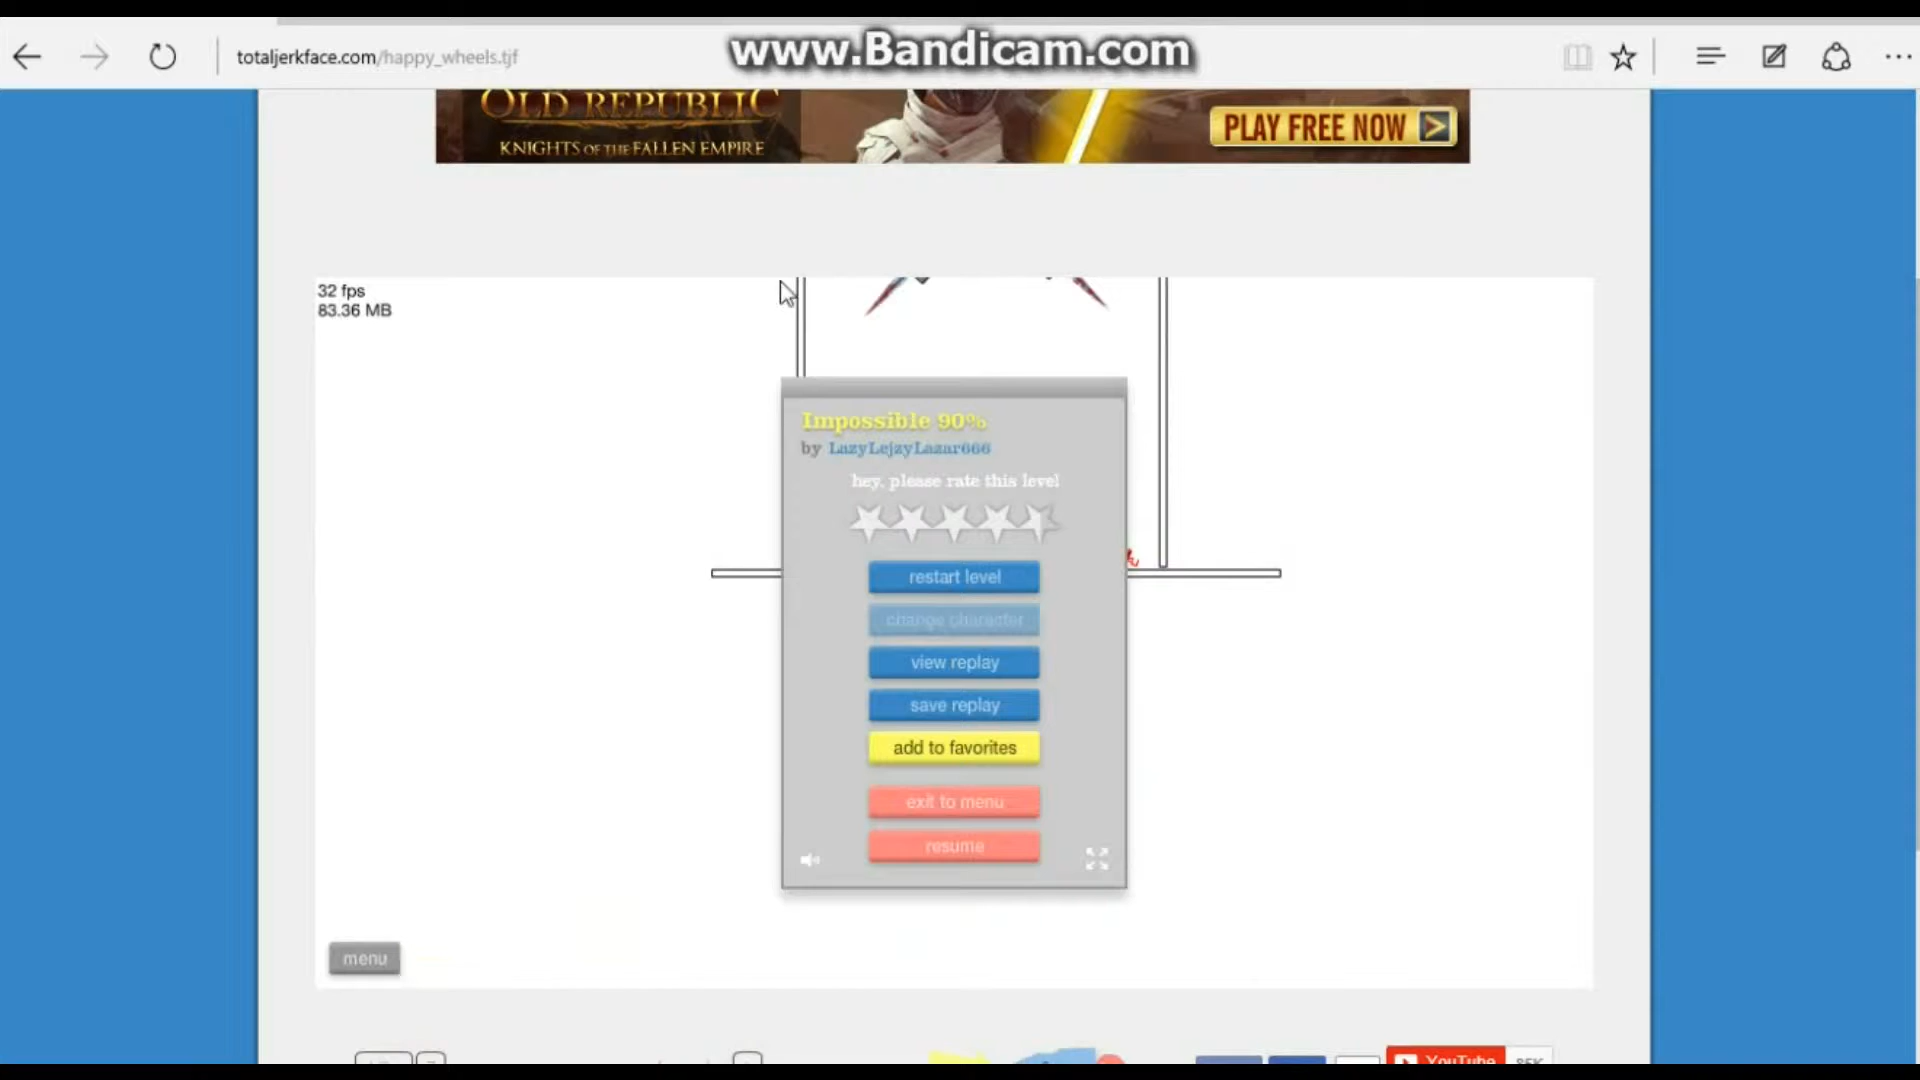 www.Bandicam.com
totaljerkface.com/happy_wheels.tjf
OLD REPUBLIC
KNIGHTS OF THE FALLEN EMPIRE
PLAY FREE NOW
32 fps
83.36 MB
Impossible 90%
by LazyLejzyLazar666
hey, please rate this level
restart level
change character
view replay
save replay
add to favorites
exit to menu
resume
menu
YouTube
85K